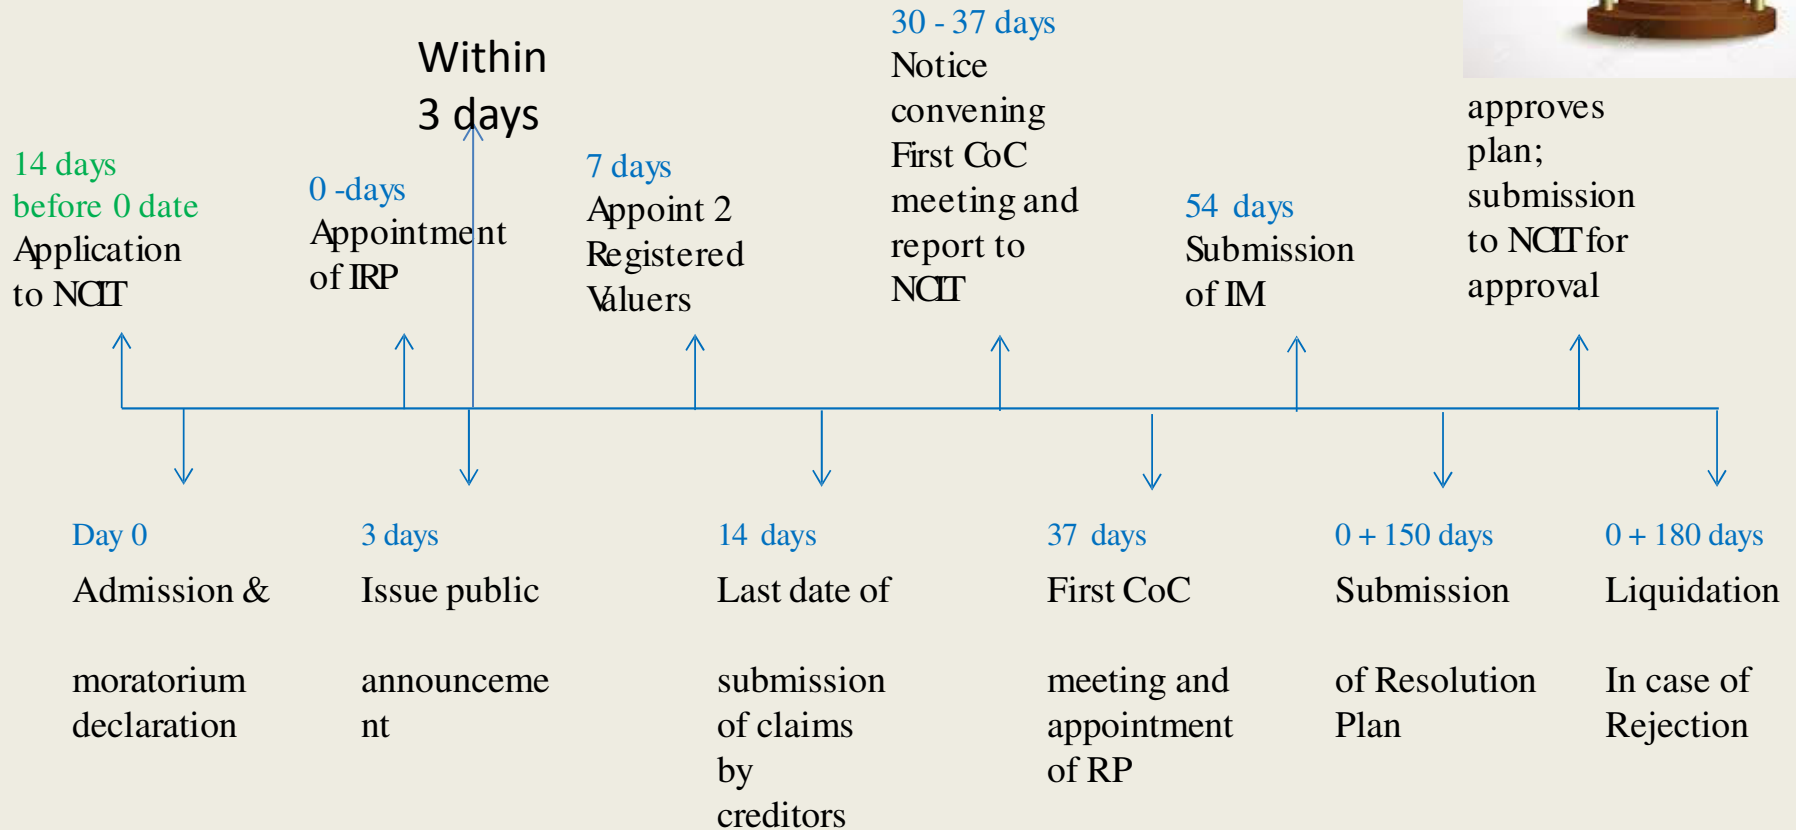 14 days
before 0 date
Application
to NCLT
0 -days
Appointment
of IRP
Within
3 days
7 days
Appoint 2
Registered
Valuers
30 - 37 days
Notice
convening
First CoC
meeting and
report to
NCLT
54 days
Submission
of IM
approves
plan;
submission
to NCLT for
approval
Day 0
Admission &
moratorium
declaration
3 days
Issue public
announceme
nt
14 days
Last date of
submission
of claims
by
creditors
37 days
First CoC
meeting and
appointment
of RP
0 + 150 days
Submission
of Resolution
Plan
0 + 180 days
Liquidation
In case of
Rejection